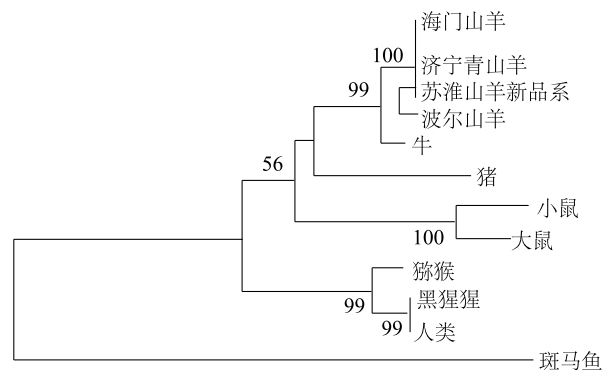 海门山羊
100
济宁青山羊
99
苏淮山羊新品系
波尔山羊
牛
56
猪
小鼠
100
大鼠
猕猴
99
黑猩猩
99
人类
斑马鱼